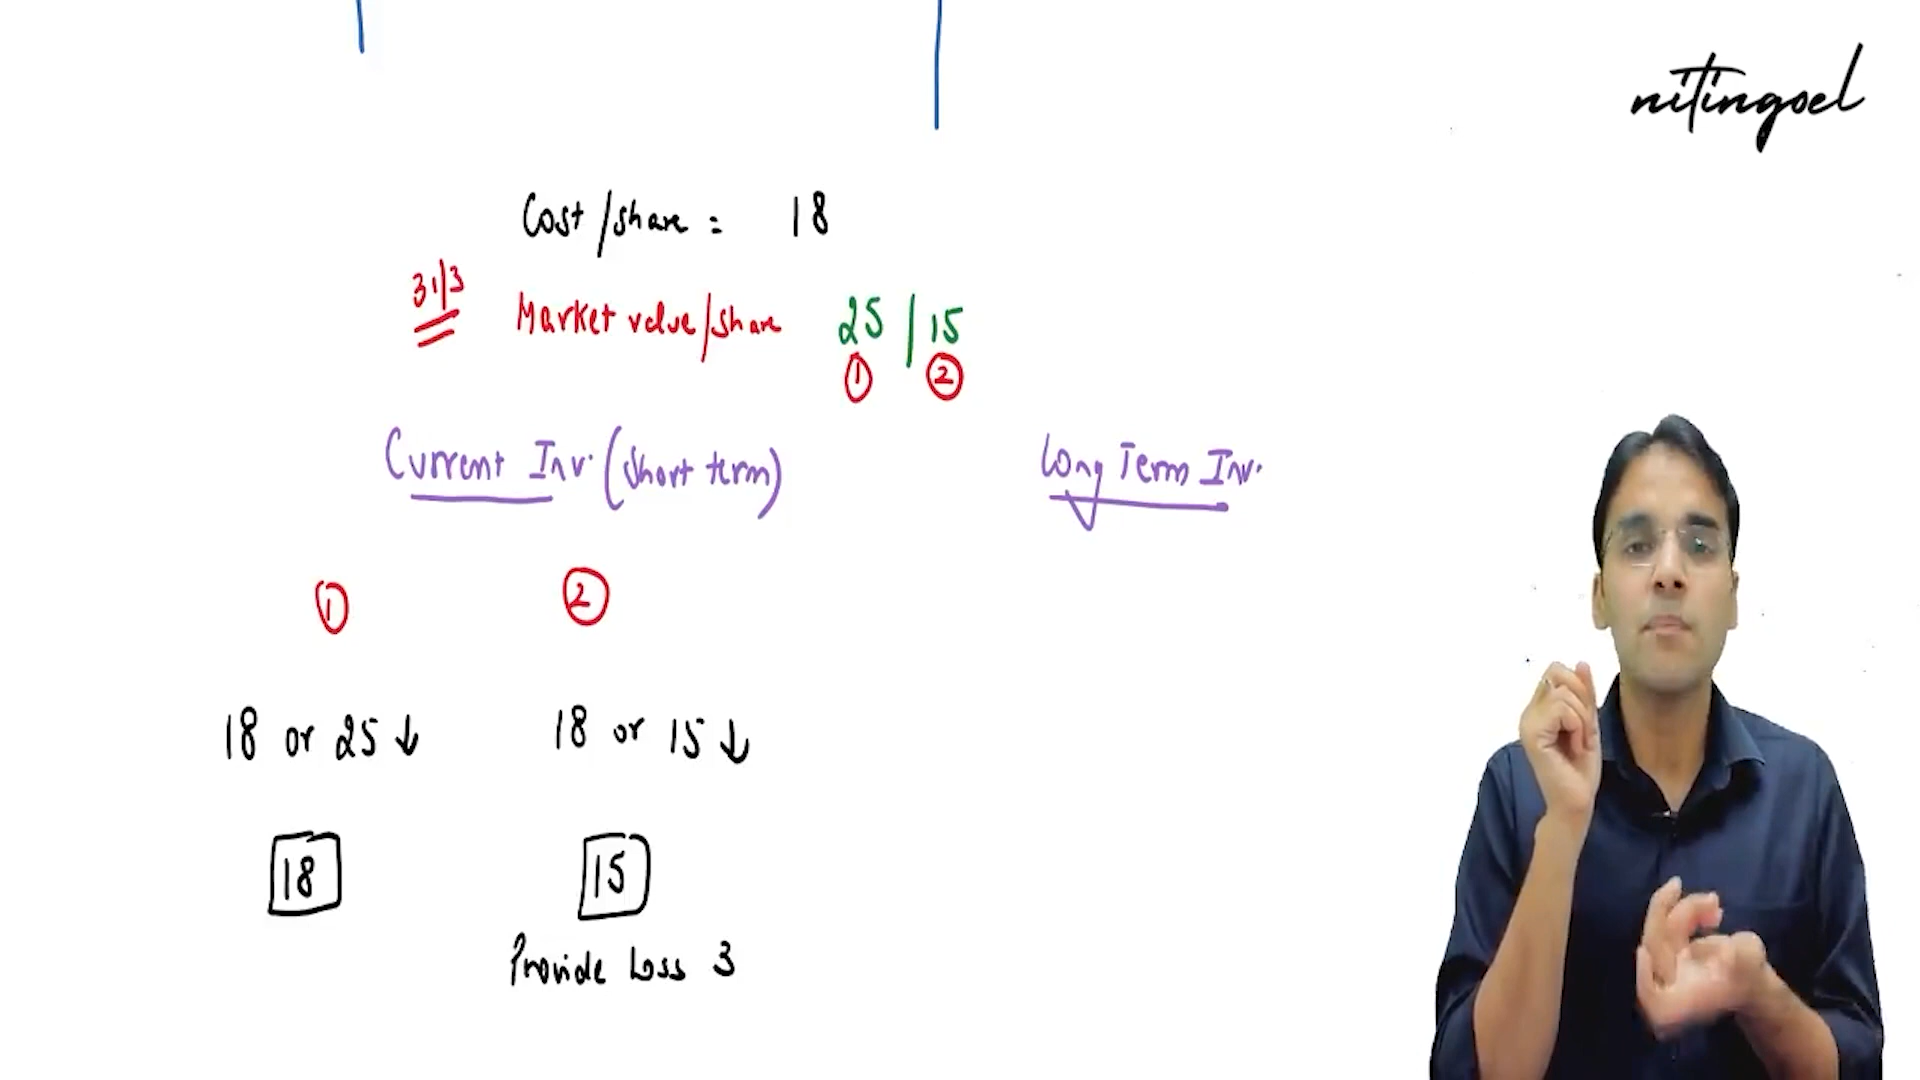 nitingoel
Cost/share = 18
31/3
Market value/share 25 / 15
① ②
Current Inv. (Short term)
Long Term Inv.
① ②
18 or 25 ↓
18 or 15 ↓
18
15
Provide Loss 3